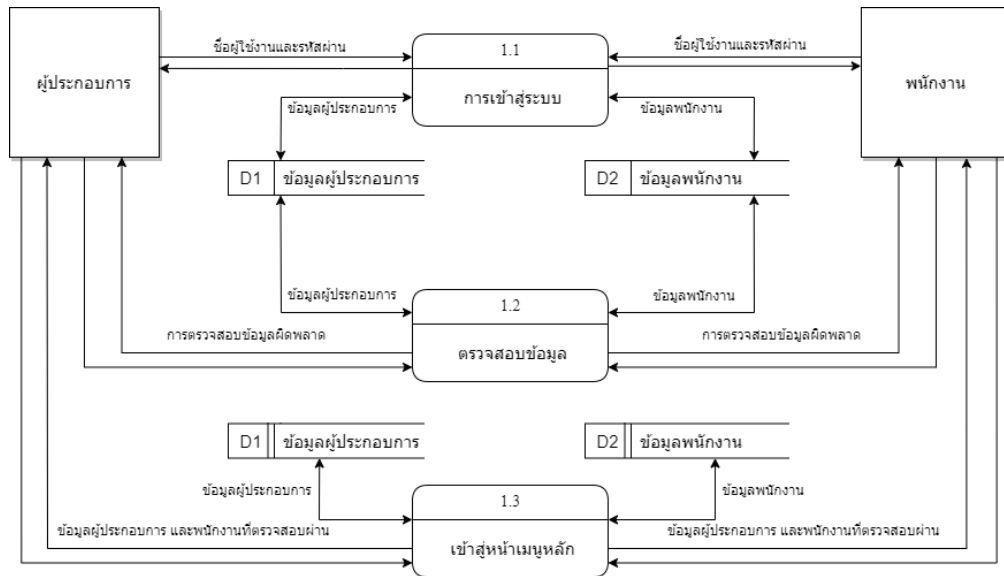 ผู้ประกอบการ
ชื่อผู้ใช้งานและรหัสผ่าน
1.1
การเข้าสู่ระบบ
ชื่อผู้ใช้งานและรหัสผ่าน
พนักงาน
ข้อมูลผู้ประกอบการ
ข้อมูลพนักงาน
D1 ข้อมูลผู้ประกอบการ
D2 ข้อมูลพนักงาน
ข้อมูลผู้ประกอบการ
ข้อมูลพนักงาน
1.2
ตรวจสอบข้อมูล
การตรวจสอบข้อมูลผิดพลาด
การตรวจสอบข้อมูลผิดพลาด
D1 ข้อมูลผู้ประกอบการ
D2 ข้อมูลพนักงาน
ข้อมูลผู้ประกอบการ
ข้อมูลพนักงาน
1.3
เข้าสู่หน้าเมนูหลัก
ข้อมูลผู้ประกอบการ และพนักงานที่ตรวจสอบผ่าน
ข้อมูลผู้ประกอบการ และพนักงานที่ตรวจสอบผ่าน